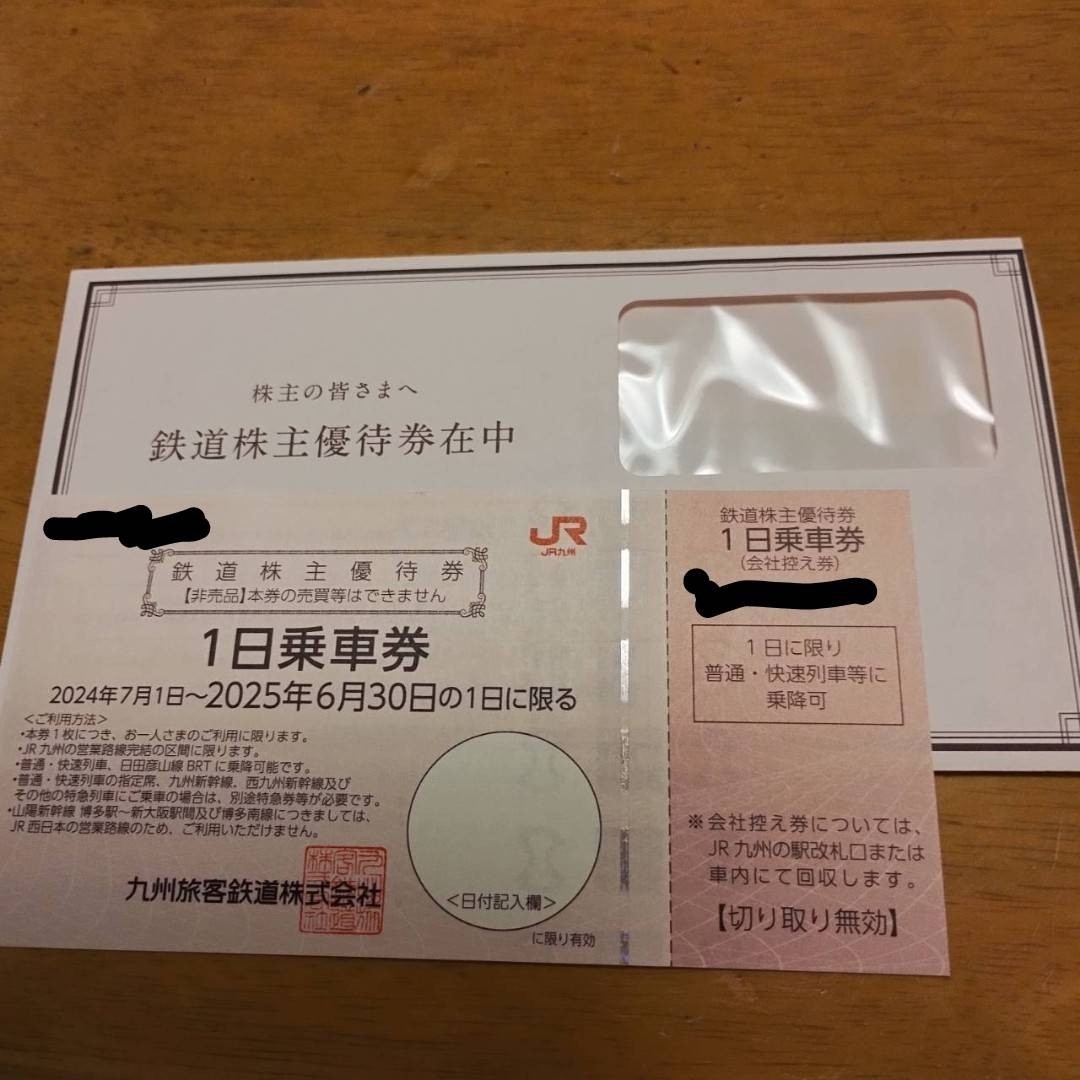 株主の皆さまへ
鉄道株主優待券在中
JR
JR九州
鉄道株主優待券
【非売品】本券の売買等はできません
1日乗車券
2024年7月1日〜2025年6月30日の1日に限る
<ご利用方法>
・本券1枚につき、お一人さまのご利用に限ります。
・JR九州の営業路線完結の区間に限ります。
・普通・快速列車、日田彦山線BRTに乗降可能です。
・普通・快速列車の指定席、九州新幹線、西九州新幹線及び
その他の特急列車にご乗車の場合は、別途特急券等が必要です。
・山陽新幹線 博多駅〜新大阪駅間及び博多南線につきましては、
JR西日本の営業路線のため、ご利用いただけません。
九州旅客鉄道株式会社
<日付記入欄>
に限り有効
鉄道株主優待券
1日乗車券
(会社控え券)
1日に限り
普通・快速列車等に
乗降可
※会社控え券については、
JR九州の駅改札口または
車内にて回収します。
【切り取り無効】